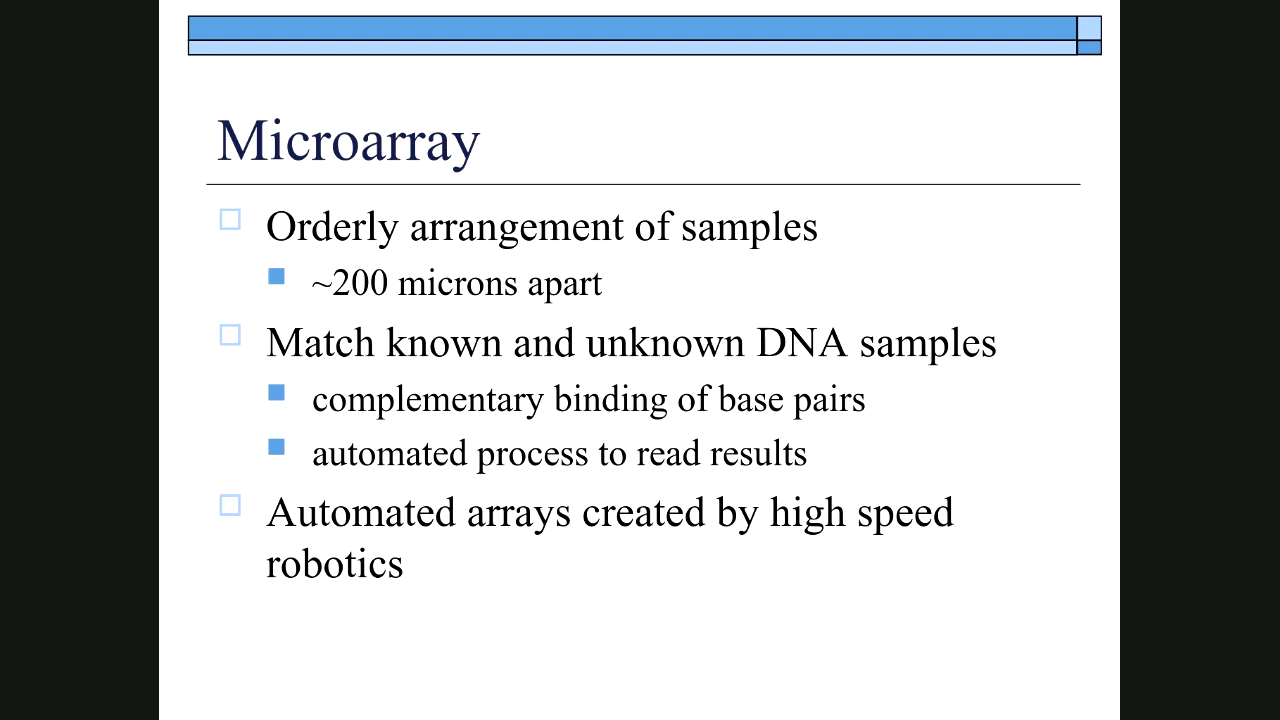 Microarray
Orderly arrangement of samples
~200 microns apart
Match known and unknown DNA samples
complementary binding of base pairs
automated process to read results
Automated arrays created by high speed
robotics